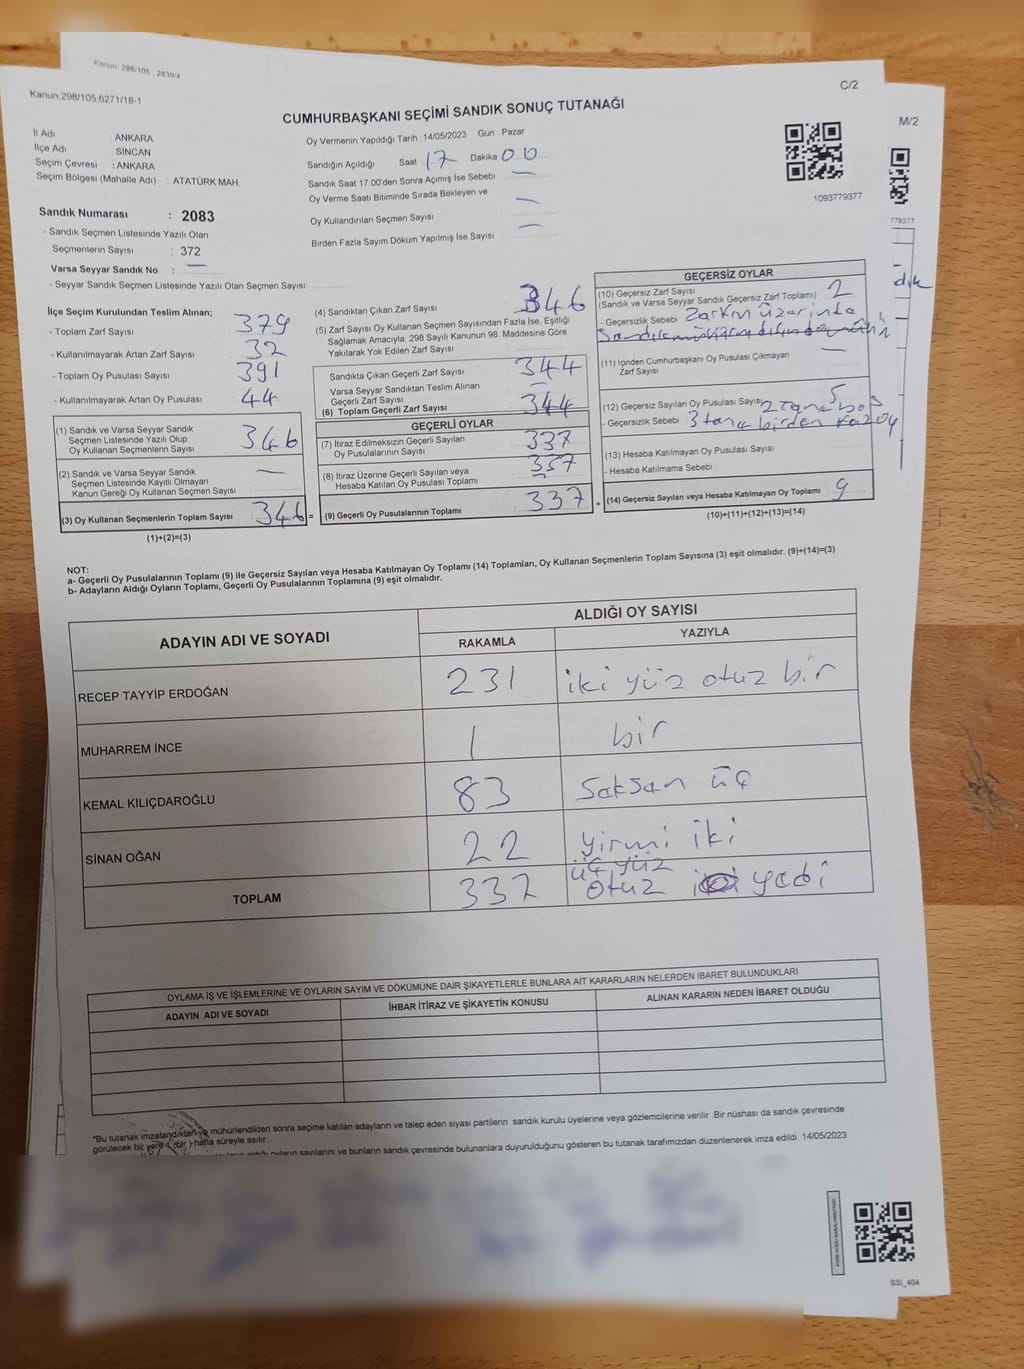 Kanun: 298/105 , 2839/4
Kanun,298/105,6271/18-1
C/2
M/2
CUMHURBAŞKANI SEÇİMİ SANDIK SONUÇ TUTANAĞI
İl Adı : ANKARA
İlçe Adı : SİNCAN
Seçim Çevresi : ANKARA
Seçim Bölgesi (Mahalle Adı) : ATATÜRK MAH.
Oy Vermenin Yapıldığı Tarih :14/05/2023 Gün : Pazar
Sandığın Açıldığı Saat 17 Dakika 00
Sandık Saat 17:00'den Sonra Açımış İse Sebebi —
Oy Verme Saati Bitiminde Sırada Bekleyen ve
Oy Kullandırılan Seçmen Sayısı —
Birden Fazla Sayım Döküm Yapılmış İse Sayısı —
1093779377
779377
Sandık Numarası : 2083
- Sandık Seçmen Listesinde Yazılı Olan
Seçmenlerin Sayısı : 372
Varsa Seyyar Sandık No : —
- Seyyar Sandık Seçmen Listesinde Yazılı Olan Seçmen Sayısı:
İlçe Seçim Kurulundan Teslim Alınan;
- Toplam Zarf Sayısı 379
- Kullanılmayarak Artan Zarf Sayısı 32
- Toplam Oy Pusulası Sayısı 391
- Kullanılmayarak Artan Oy Pusulası 44
(1) Sandık ve Varsa Seyyar Sandık
Seçmen Listesinde Yazılı Olup
Oy Kullanan Seçmenlerin Sayısı 346
(2) Sandık ve Varsa Seyyar Sandık
Seçmen Listesinde Kayıtlı Olmayan
Kanun Gereği Oy Kullanan Seçmen Sayısı —
(3) Oy Kullanan Seçmenlerin Toplam Sayısı 346 =
(1)+(2)=(3)
(4) Sandıktan Çıkan Zarf Sayısı 346
(5) Zarf Sayısı Oy Kullanan Seçmen Sayısından Fazla İse, Eşitliği
Sağlamak Amacıyla, 298 Sayılı Kanunun 98. Maddesine Göre
Yakılarak Yok Edilen Zarf Sayısı
Sandıkta Çıkan Geçerli Zarf Sayısı 344
Varsa Seyyar Sandıktan Teslim Alınan
Geçerli Zarf Sayısı —
(6) Toplam Geçerli Zarf Sayısı 344
GEÇERLİ OYLAR
(7) İtiraz Edilmeksizin Geçerli Sayılan
Oy Pusulalarının Sayısı 337
(8) İtiraz Üzerine Geçerli Sayılan veya
Hesaba Katılan Oy Pusulası Toplamı
(9) Geçerli Oy Pusulalarının Toplamı 337 +
GEÇERSİZ OYLAR
(10) Geçersiz Zarf Sayısı 2
(Sandık ve Varsa Seyyar Sandık Geçersiz Zarf Toplamı)
- Geçersizlik Sebebi Zarkın üzerinde
(11) İçinden Cumhurbaşkanı Oy Pusulası Çıkmayan
Zarf Sayısı —
(12) Geçersiz Sayılan Oy Pusulası Sayısı 5
2 Tane boş
- Geçersizlik Sebebi 3 tane birden fazla oy
(13) Hesaba Katılmayan Oy Pusulası Sayısı
- Hesaba Katılmama Sebebi
(14) Geçersiz Sayılan veya Hesaba Katılmayan Oy Toplamı 9
(10)+(11)+(12)+(13)=(14)
NOT:
a- Geçerli Oy Pusulalarının Toplamı (9) ile Geçersiz Sayılan veya Hesaba Katılmayan Oy Toplamı (14) Toplamları, Oy Kullanan Seçmenlerin Toplam Sayısına (3) eşit olmalıdır. (9)+(14)=(3)
b- Adayların Aldığı Oyların Toplamı, Geçerli Oy Pusulalarının Toplamına (9) eşit olmalıdır.
ADAYIN ADI VE SOYADI
ALDIĞI OY SAYISI
RAKAMLA YAZIYLA
RECEP TAYYİP ERDOĞAN 231 iki yüz otuz bir
MUHARREM İNCE 1 bir
KEMAL KILIÇDAROĞLU 83 Saksan üç
SİNAN OĞAN 22 yirmi iki
TOPLAM 337 üç yüz
otuz yedi
OYLAMA İŞ VE İŞLEMLERİNE VE OYLARIN SAYIM VE DÖKÜMÜNE DAİR ŞİKAYETLERLE BUNLARA AİT KARARLARIN NELERDEN İBARET BULUNDUKLARI
ADAYIN ADI VE SOYADI İHBAR İTİRAZ VE ŞİKAYETİN KONUSU ALINAN KARARIN NEDEN İBARET OLDUĞU
*Bu tutanak imzalandıktan ve mühürlendikten sonra seçime katılan adayların ve talep eden siyasi partilerin sandık kurulu üyelerine veya gözlemcilerine verilir .Bir nüshası da sandık çevresinde
görülecek bir yere 1 (bir ) hafta süreyle asılır.
aldığı oyların sayılarını ve bunların sandık çevresinde bulunanlara duyurulduğunu gösteren bu tutanak tarafımızdan düzenlenerek imza edildi. 14/05/2023
SSI_404